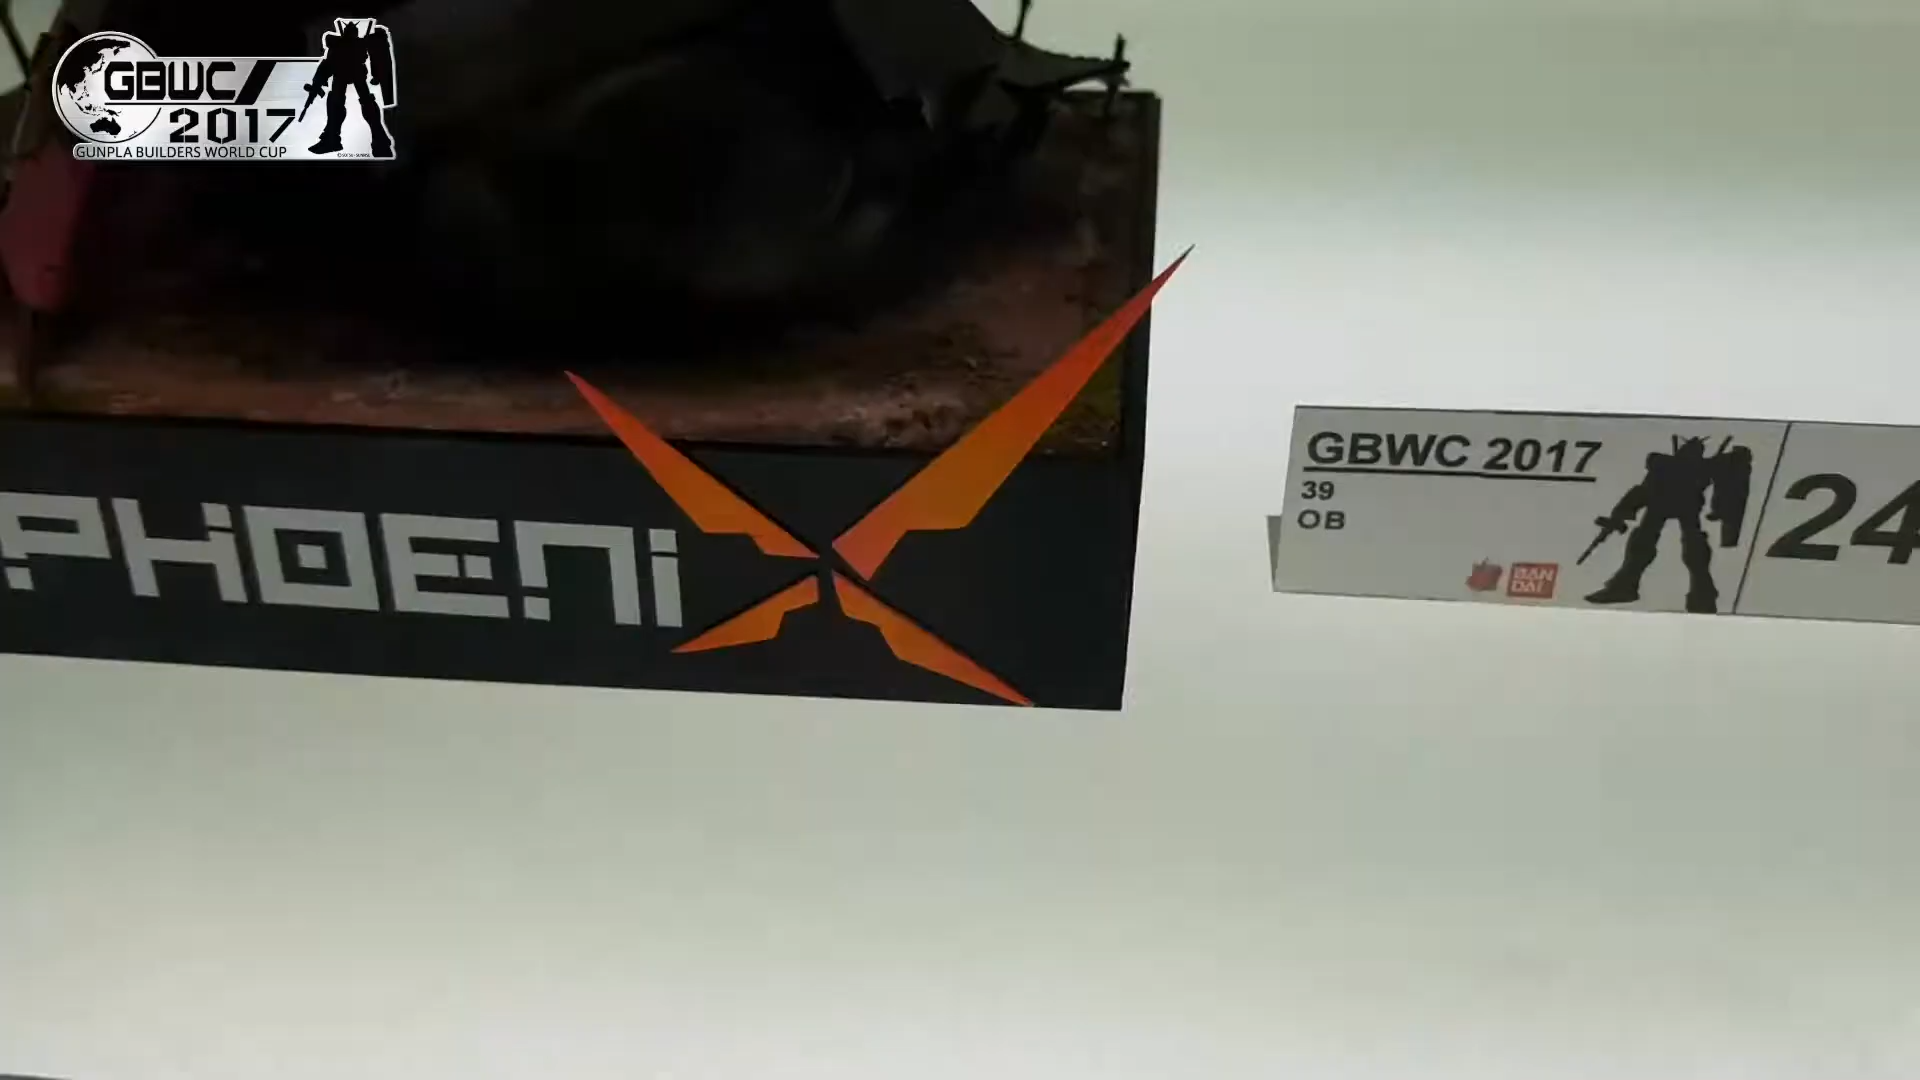 GBWC
2017
GUNPLA BUILDERS WORLD CUP
PHOENiX
GBWC 2017
39
OB
BAN
DAI
24